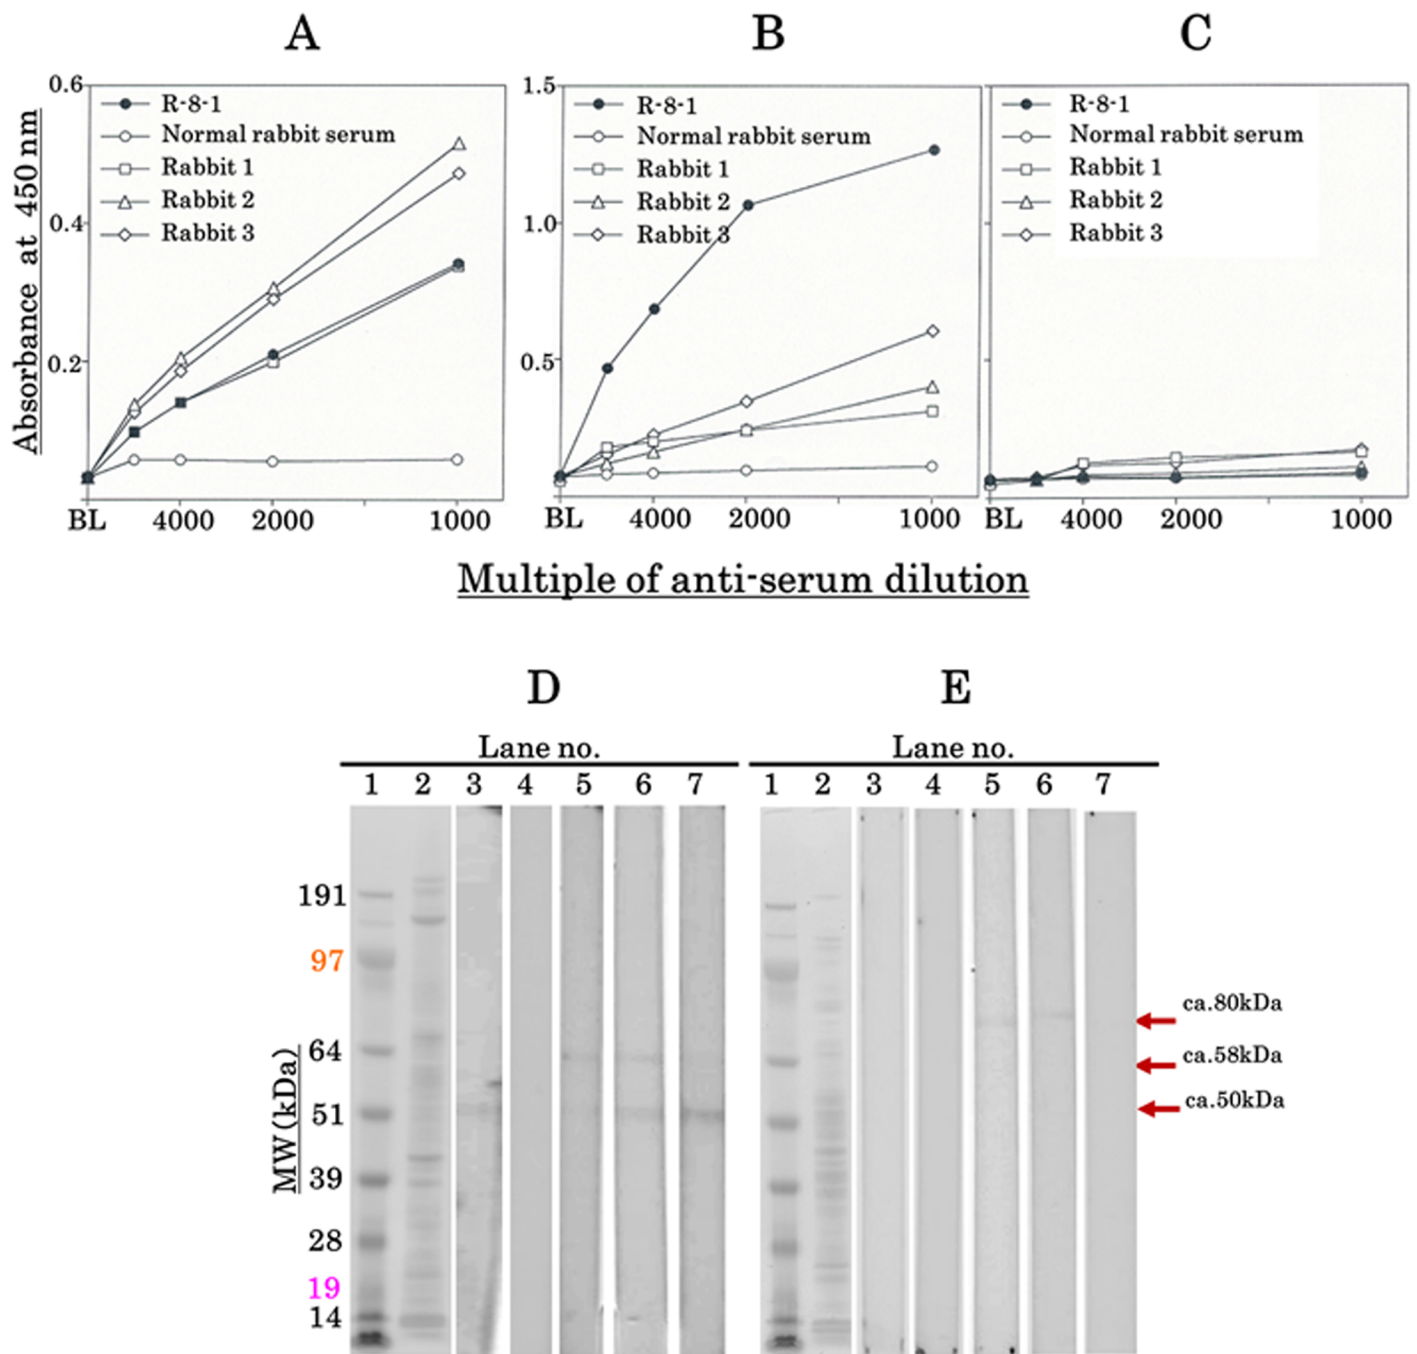 A B C
0.6
0.4
0.2
Absorbance at 450 nm
R-8-1
Normal rabbit serum
Rabbit 1
Rabbit 2
Rabbit 3
BL 4000 2000 1000
1.5
1.0
0.5
R-8-1
Normal rabbit serum
Rabbit 1
Rabbit 2
Rabbit 3
BL 4000 2000 1000
R-8-1
Normal rabbit serum
Rabbit 1
Rabbit 2
Rabbit 3
BL 4000 2000 1000
Multiple of anti-serum dilution
D E
Lane no.
1 2 3 4 5 6 7
Lane no.
1 2 3 4 5 6 7
MW (kDa)
191
97
64
51
39
28
19
14
ca.80kDa
ca.58kDa
ca.50kDa